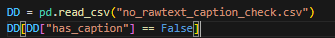 DD = pd.read_csv("no_rawtext_caption_check.csv")
DD[DD["has_caption"] == False]